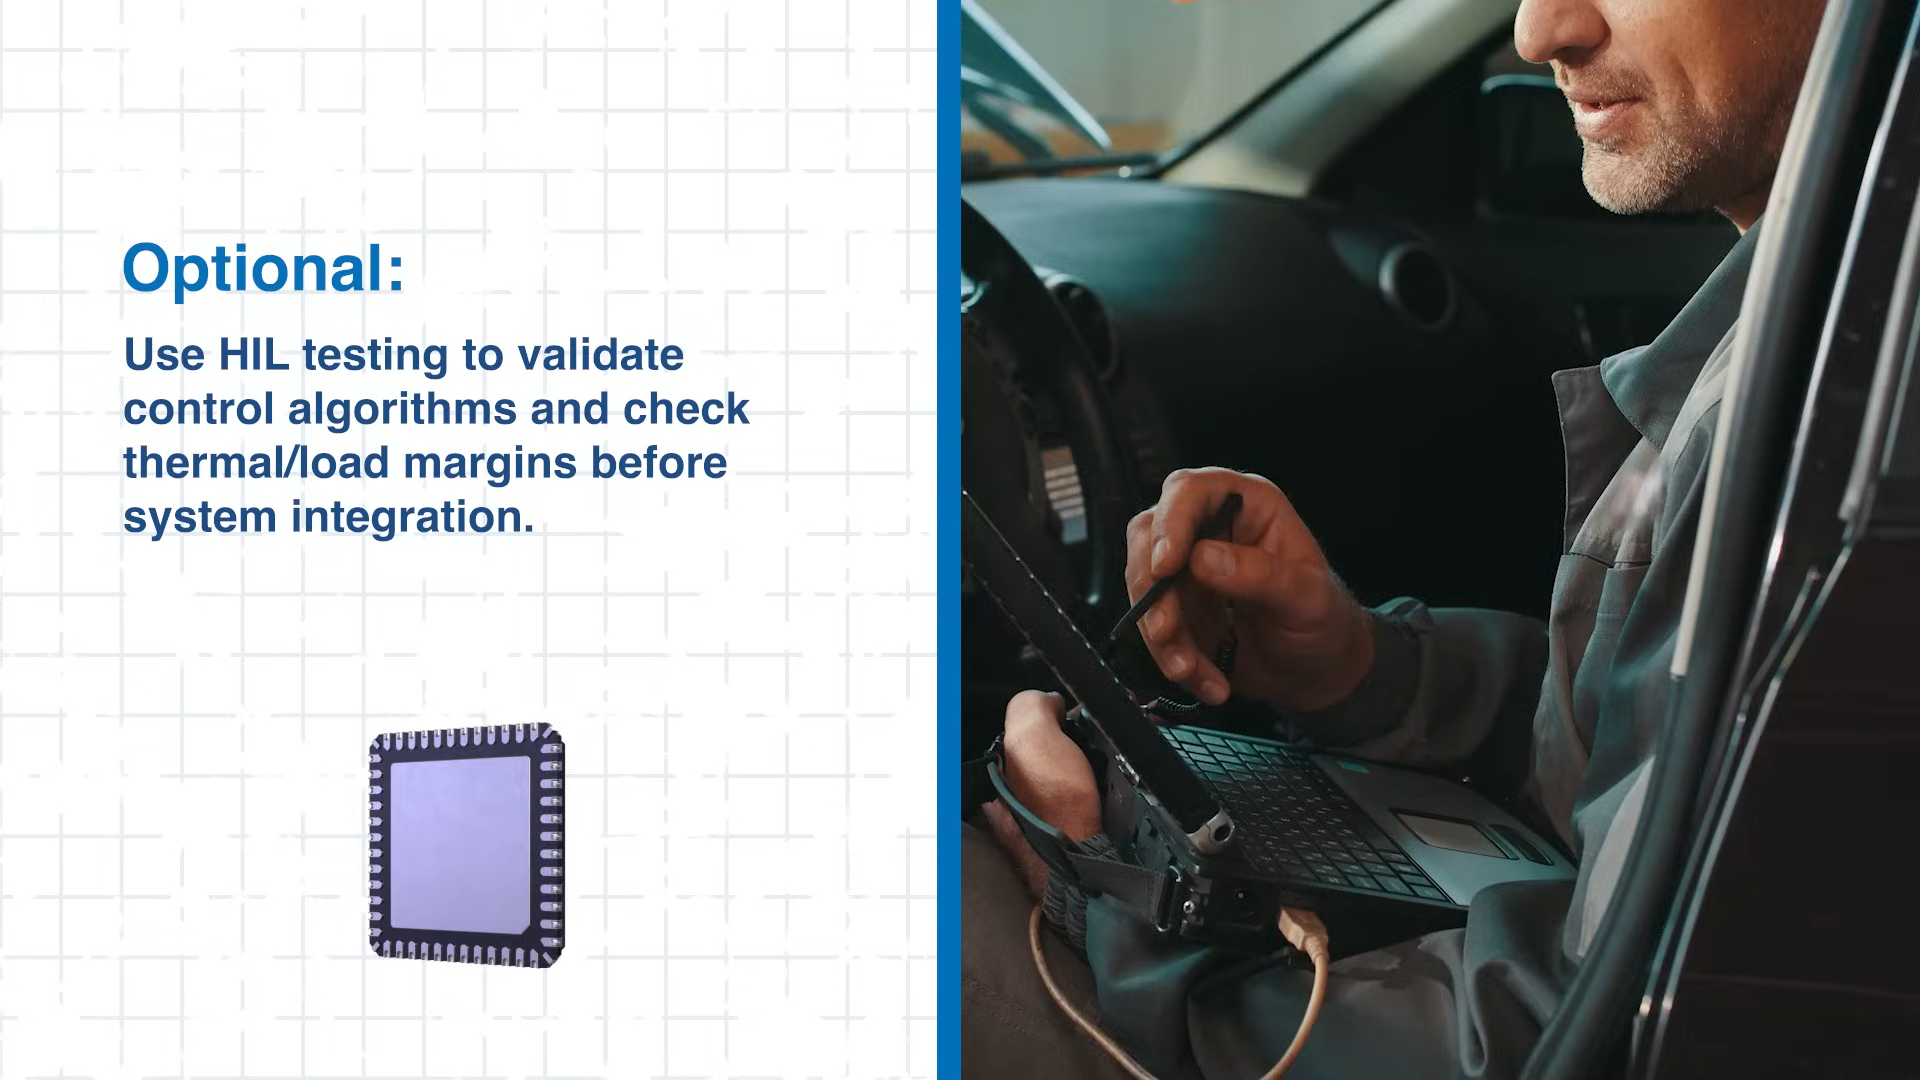 Optional:
Use HIL testing to validate
control algorithms and check
thermal/load margins before
system integration.